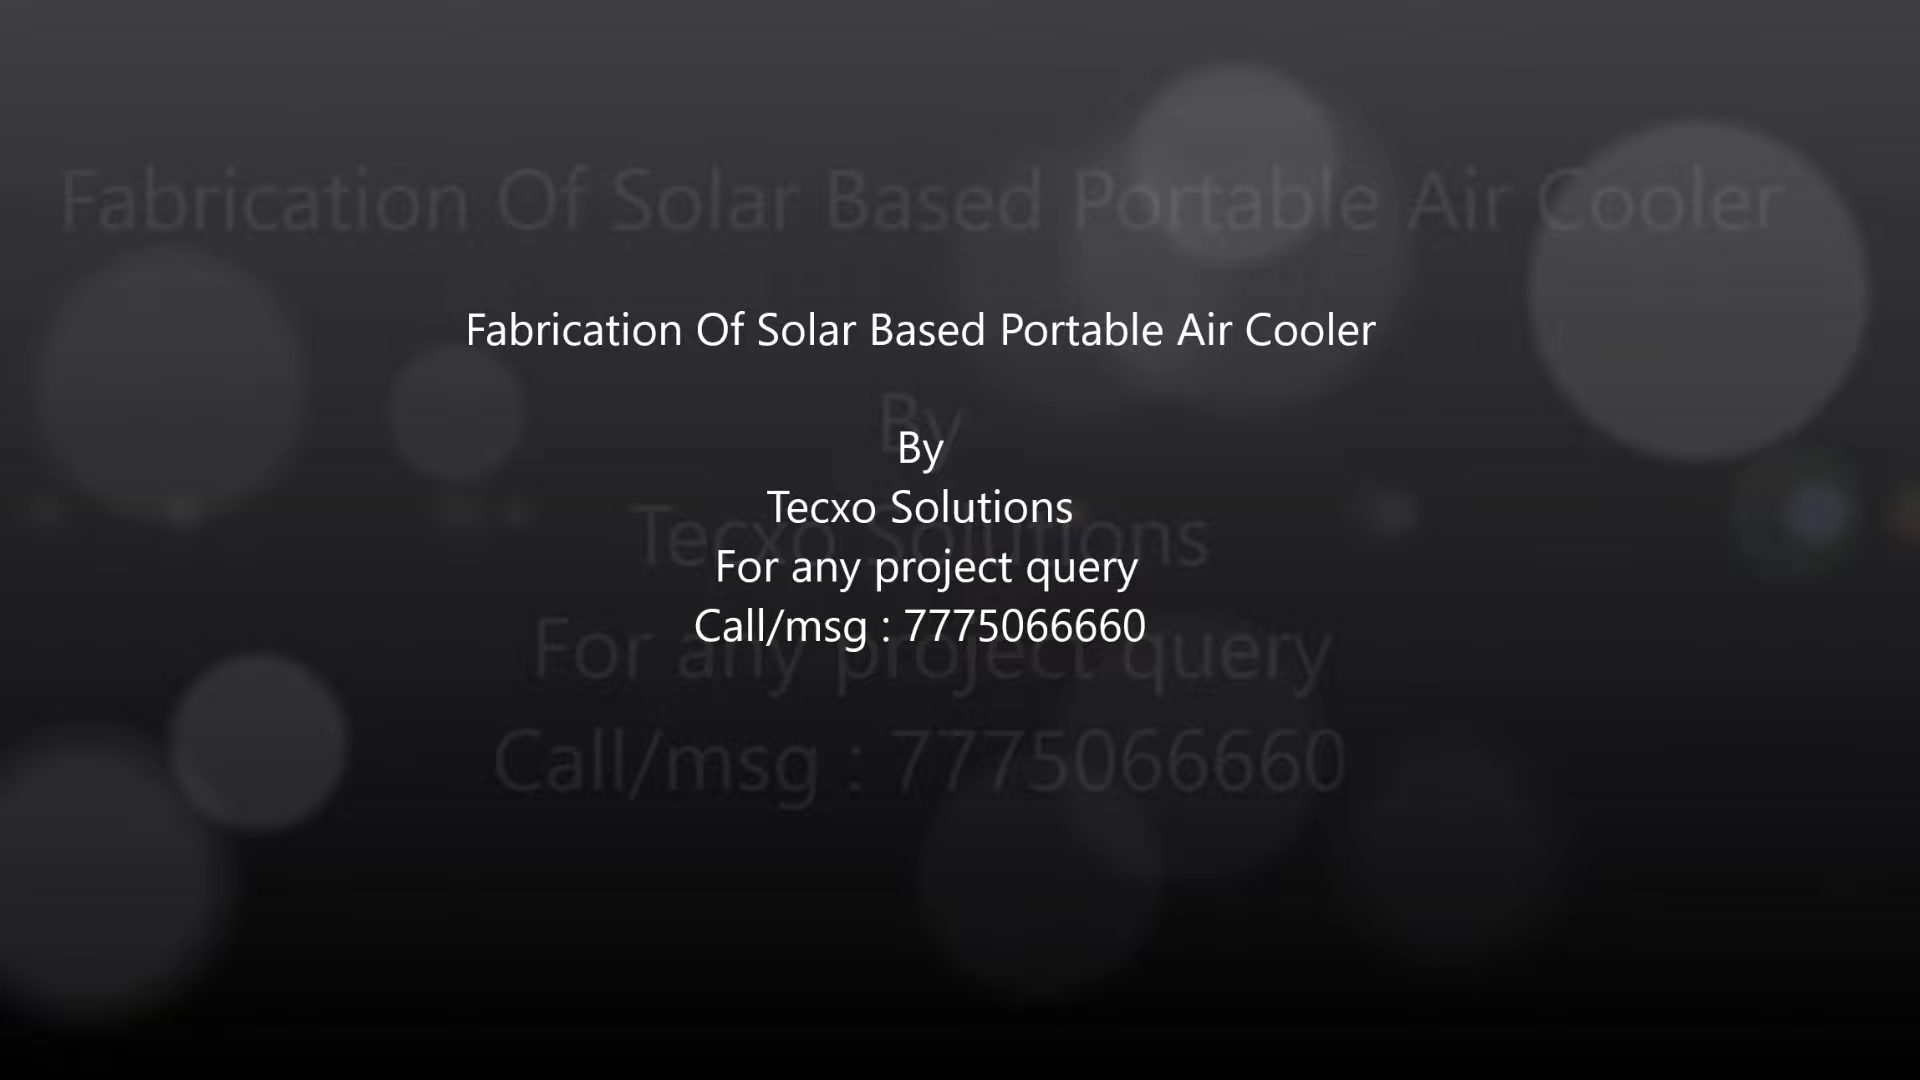 Fabrication Of Solar Based Portable Air Cooler
By
Tecxo Solutions
For any project query
Call/msg : 7775066660